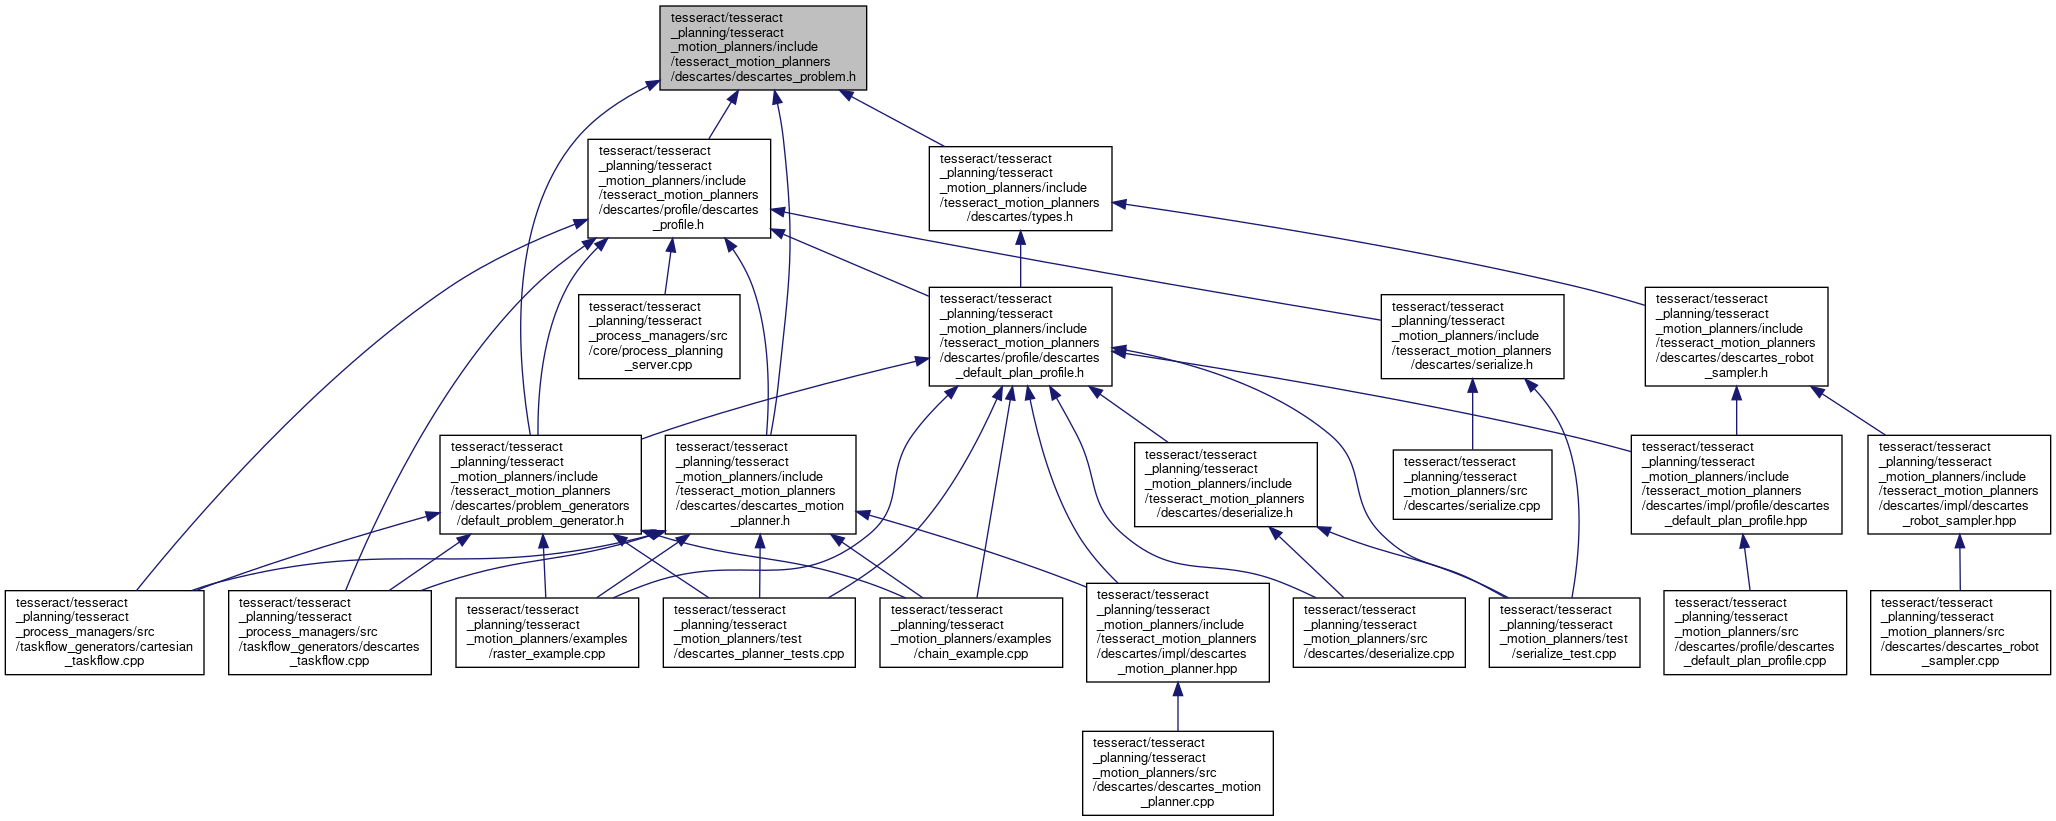 tesseract/tesseract
_planning/tesseract
_motion_planners/include
/tesseract_motion_planners
/descartes/descartes_problem.h
tesseract/tesseract
_planning/tesseract
_motion_planners/include
/tesseract_motion_planners
/descartes/profile/descartes
_profile.h
tesseract/tesseract
_planning/tesseract
_motion_planners/include
/tesseract_motion_planners
/descartes/types.h
tesseract/tesseract
_planning/tesseract
_process_managers/src
/core/process_planning
_server.cpp
tesseract/tesseract
_planning/tesseract
_motion_planners/include
/tesseract_motion_planners
/descartes/profile/descartes
_default_plan_profile.h
tesseract/tesseract
_planning/tesseract
_motion_planners/include
/tesseract_motion_planners
/descartes/serialize.h
tesseract/tesseract
_planning/tesseract
_motion_planners/include
/tesseract_motion_planners
/descartes/descartes_robot
_sampler.h
tesseract/tesseract
_planning/tesseract
_motion_planners/include
/tesseract_motion_planners
/descartes/problem_generators
/default_problem_generator.h
tesseract/tesseract
_planning/tesseract
_motion_planners/include
/tesseract_motion_planners
/descartes/descartes_motion
_planner.h
tesseract/tesseract
_planning/tesseract
_motion_planners/include
/tesseract_motion_planners
/descartes/deserialize.h
tesseract/tesseract
_planning/tesseract
_motion_planners/src
/descartes/serialize.cpp
tesseract/tesseract
_planning/tesseract
_motion_planners/include
/tesseract_motion_planners
/descartes/impl/profile/descartes
_default_plan_profile.hpp
tesseract/tesseract
_planning/tesseract
_motion_planners/include
/tesseract_motion_planners
/descartes/impl/descartes
_robot_sampler.hpp
tesseract/tesseract
_planning/tesseract
_process_managers/src
/taskflow_generators/cartesian
_taskflow.cpp
tesseract/tesseract
_planning/tesseract
_process_managers/src
/taskflow_generators/descartes
_taskflow.cpp
tesseract/tesseract
_planning/tesseract
_motion_planners/examples
/raster_example.cpp
tesseract/tesseract
_planning/tesseract
_motion_planners/test
/descartes_planner_tests.cpp
tesseract/tesseract
_planning/tesseract
_motion_planners/examples
/chain_example.cpp
tesseract/tesseract
_planning/tesseract
_motion_planners/include
/tesseract_motion_planners
/descartes/impl/descartes
_motion_planner.hpp
tesseract/tesseract
_planning/tesseract
_motion_planners/src
/descartes/deserialize.cpp
tesseract/tesseract
_planning/tesseract
_motion_planners/test
/serialize_test.cpp
tesseract/tesseract
_planning/tesseract
_motion_planners/src
/descartes/profile/descartes
_default_plan_profile.cpp
tesseract/tesseract
_planning/tesseract
_motion_planners/src
/descartes/descartes_robot
_sampler.cpp
tesseract/tesseract
_planning/tesseract
_motion_planners/src
/descartes/descartes_motion
_planner.cpp